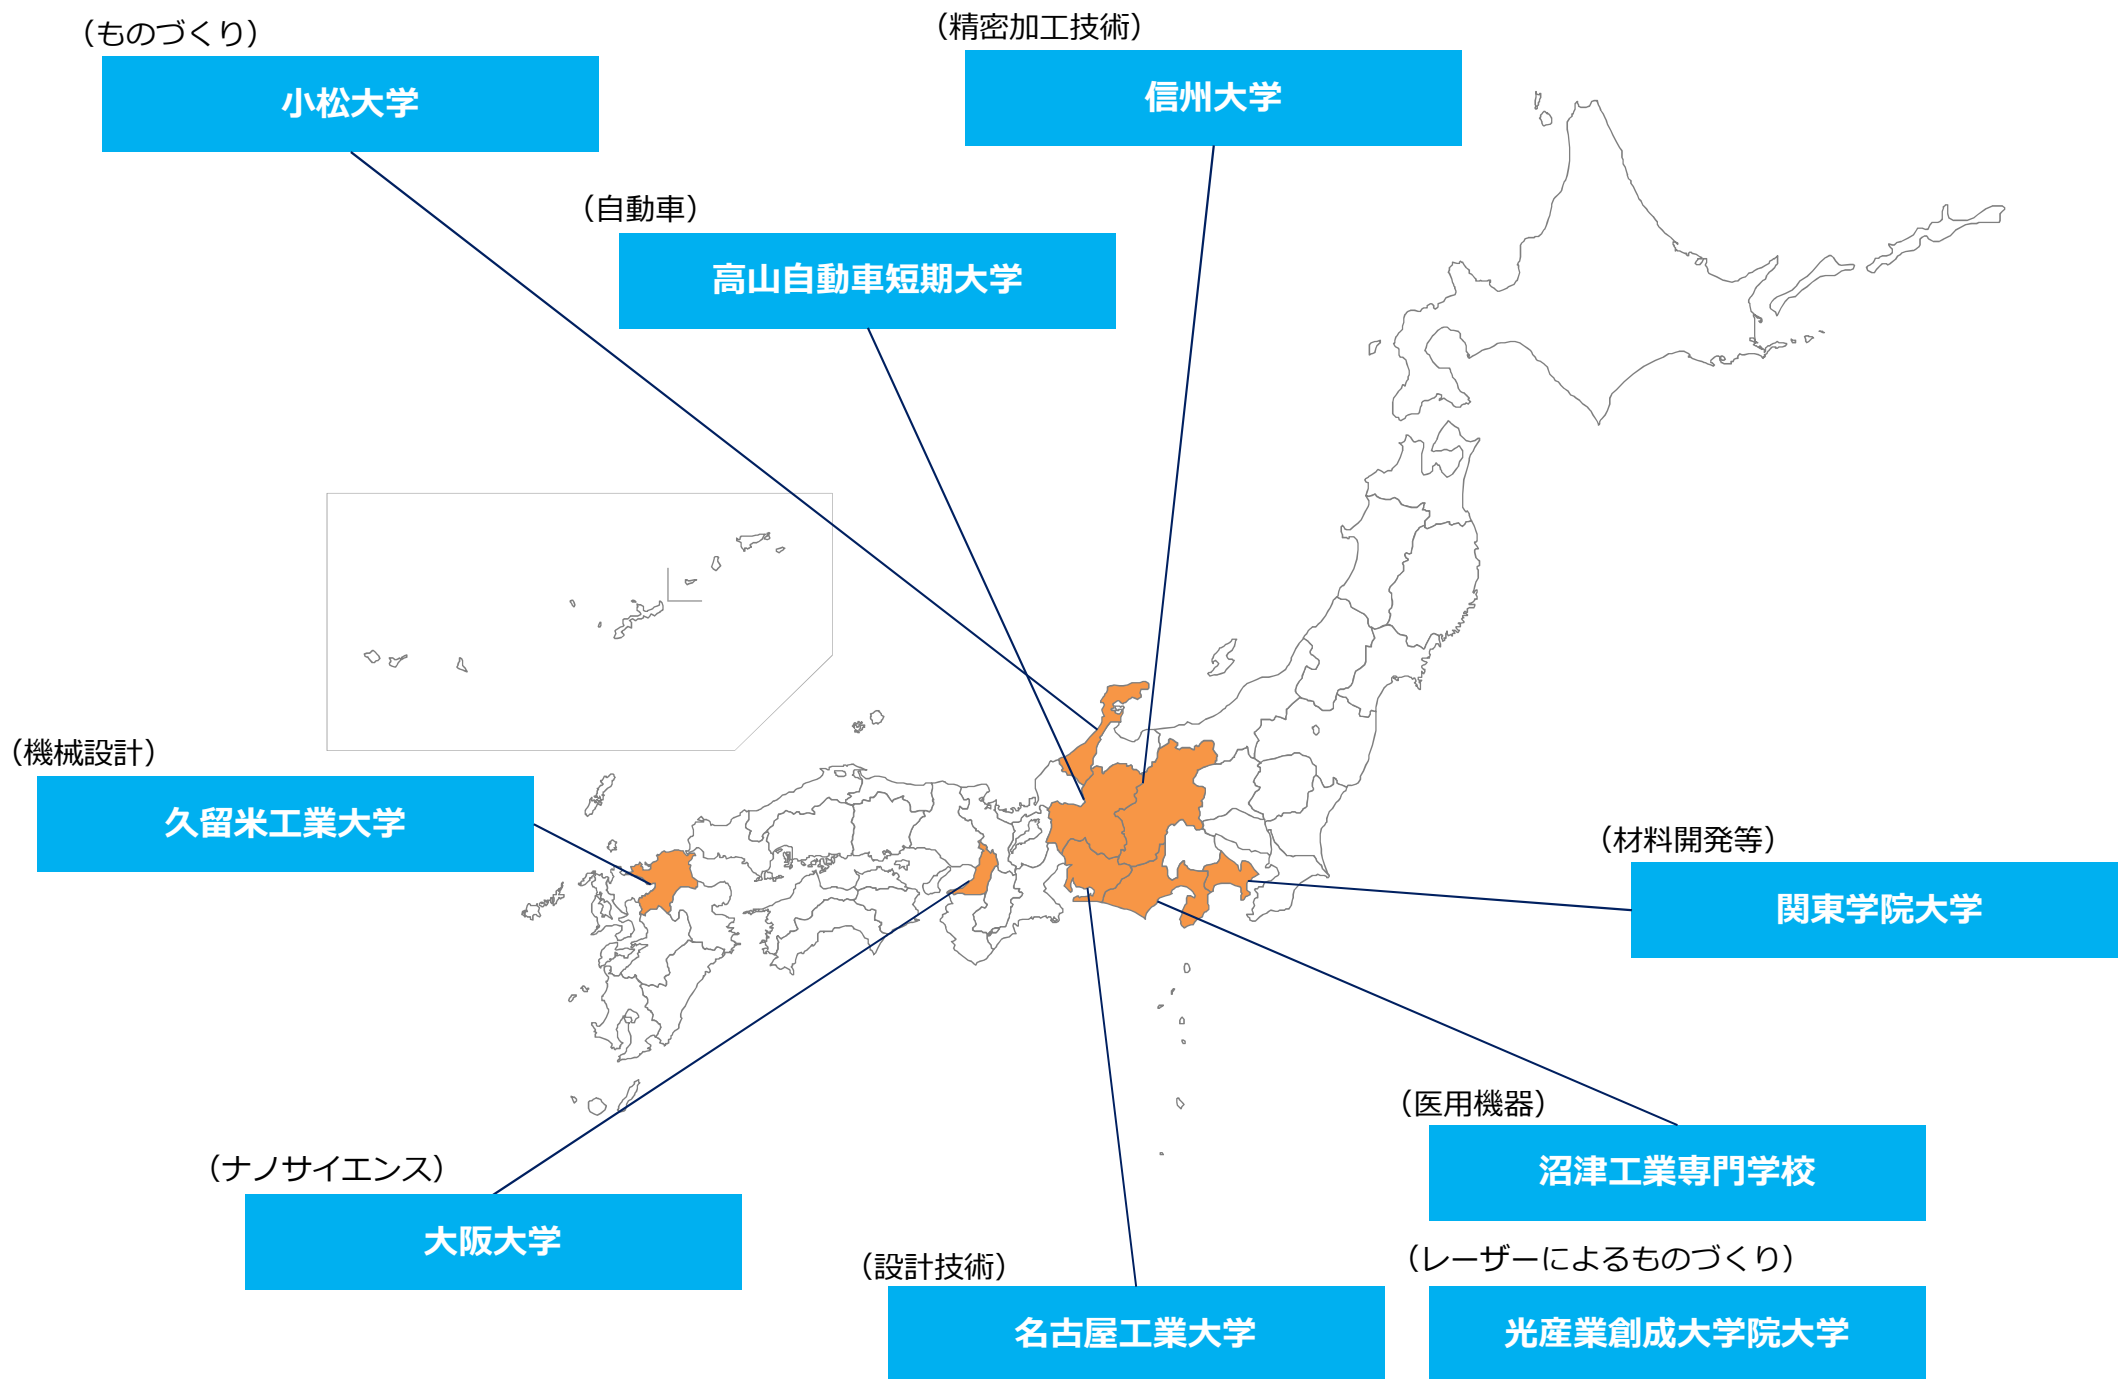 （ものづくり）
小松大学
（精密加工技術）
信州大学
（自動車）
高山自動車短期大学
（機械設計）
久留米工業大学
（材料開発等）
関東学院大学
（医用機器）
沼津工業専門学校
（ナノサイエンス）
大阪大学
（設計技術）
名古屋工業大学
（レーザーによるものづくり）
光産業創成大学院大学